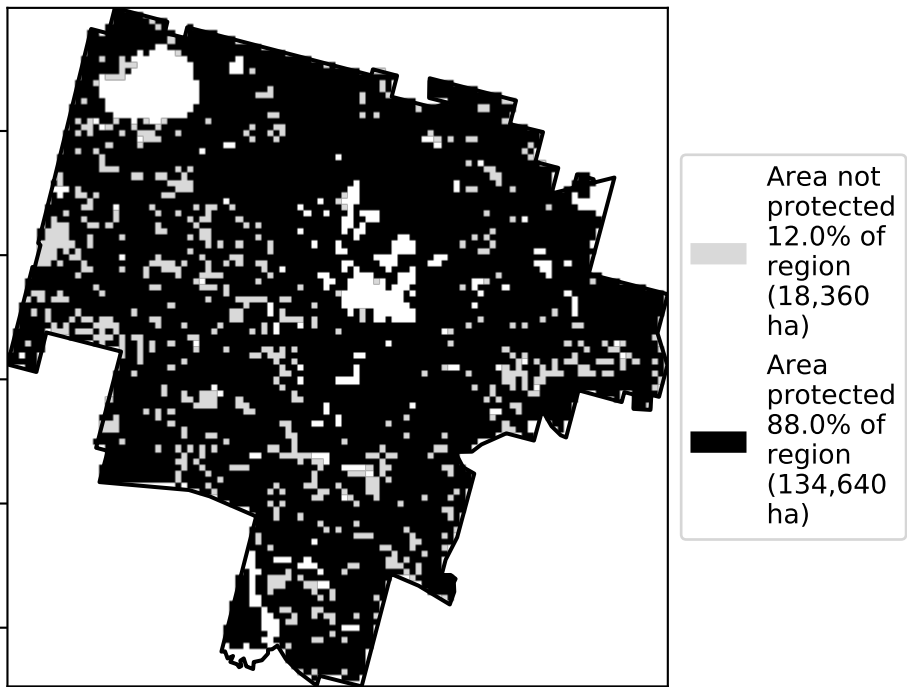 Area not
protected
12.0% of
region
(18,360
ha)
Area
protected
88.0% of
region
(134,640
ha)